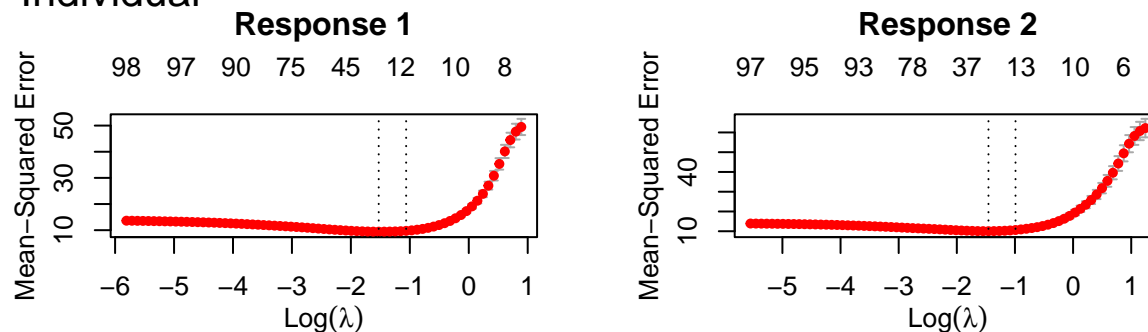 Individual
Response 1
98 97 90 75 45 12 10 8
Mean−Squared Error
10 30 50
−6 −5 −4 −3 −2 −1 0 1
Log(λ)
Response 2
97 95 93 78 37 13 10 6
Mean−Squared Error
10 40
−5 −4 −3 −2 −1 0 1
Log(λ)